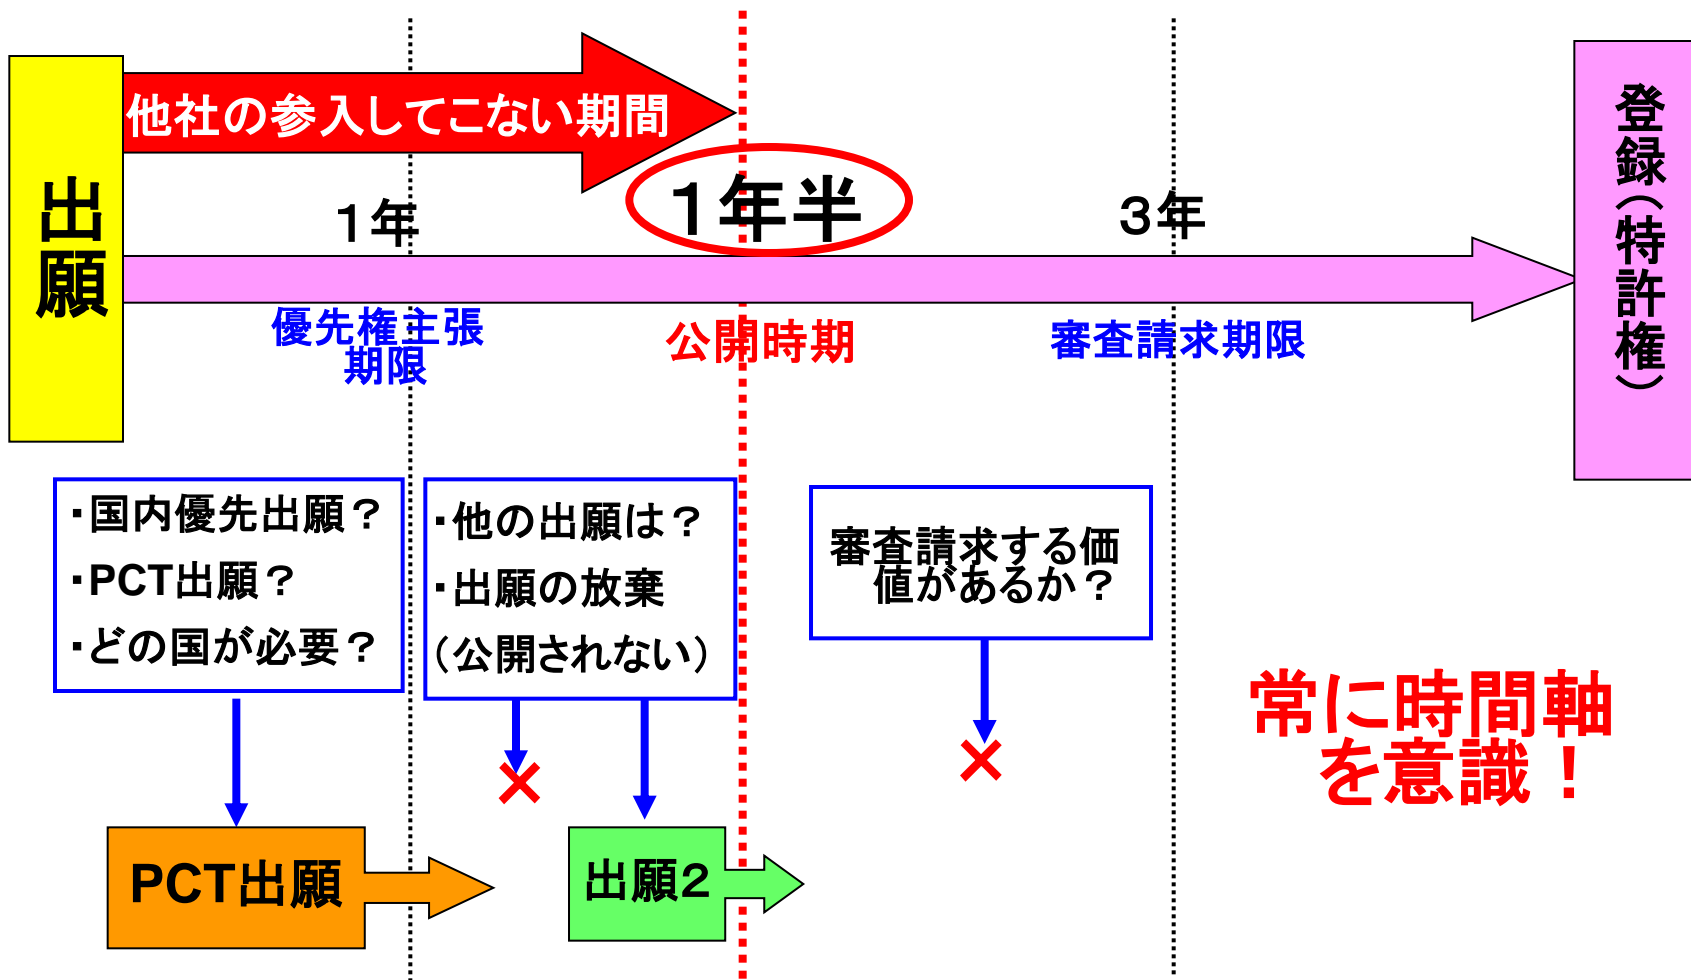 出願
他社の参入してこない期間
1年
1年半
3年
優先権主張
期限
公開時期
審査請求期限
登録(特許権)
・国内優先出願?
・PCT出願?
・どの国が必要?
・他の出願は?
・出願の放棄
(公開されない)
審査請求する価
値があるか?
常に時間軸
を意識!
PCT出願
出願2